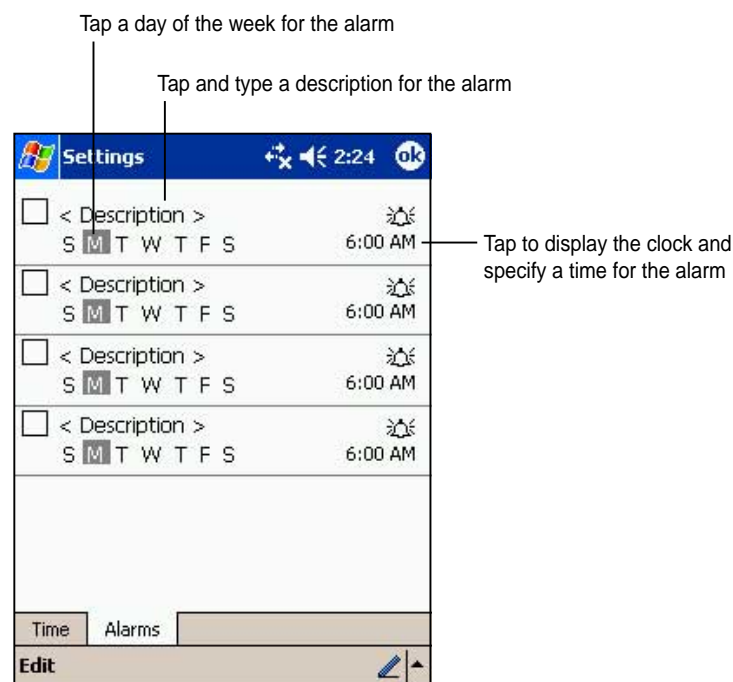 Tap a day of the week for the alarm
Tap and type a description for the alarm
Settings 2:24 ok
< Description >
S M T W T F S 6:00 AM
Tap to display the clock and
specify a time for the alarm
< Description >
S M T W T F S 6:00 AM
< Description >
S M T W T F S 6:00 AM
< Description >
S M T W T F S 6:00 AM
Time Alarms
Edit